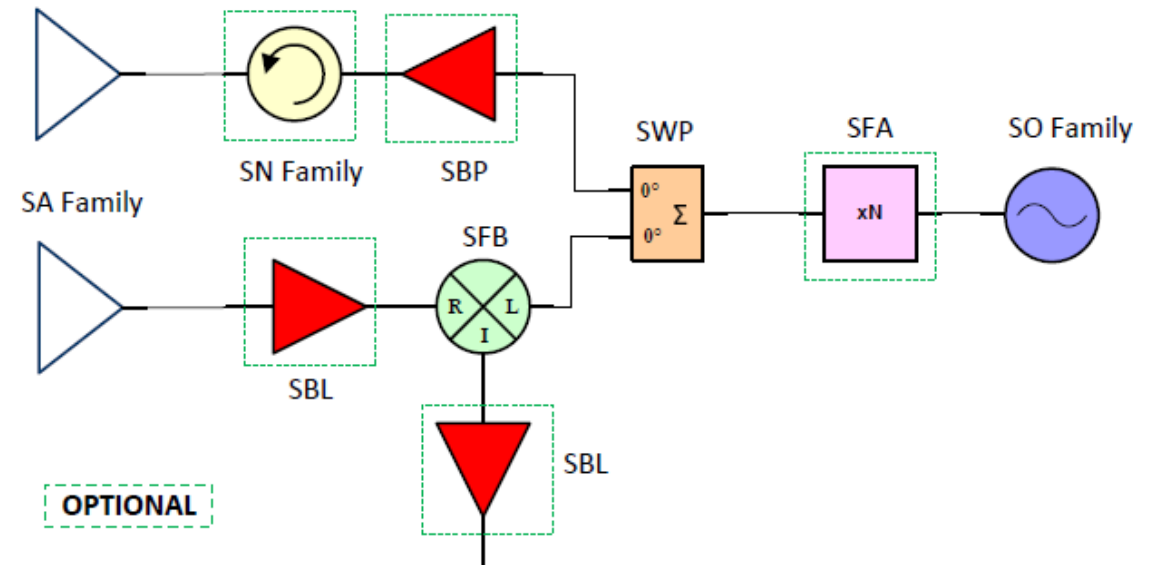 SN Family
SBP
SWP
SFA
SO Family
SA Family
0°
Σ
0°
xN
SFB
R
L
I
SBL
SBL
OPTIONAL